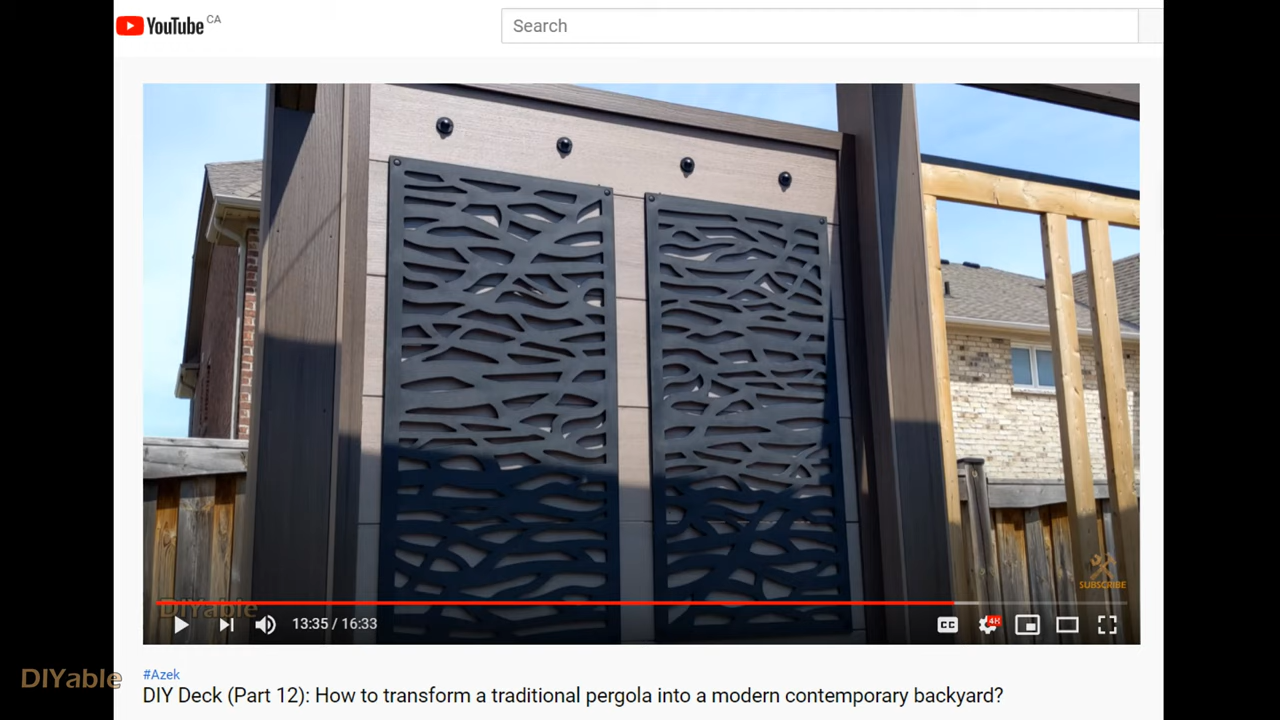 YouTube CA
Search
SUBSCRIBE
DIYable
13:35 / 16:33
CC
4K
#Azek
DIYable
DIY Deck (Part 12): How to transform a traditional pergola into a modern contemporary backyard?